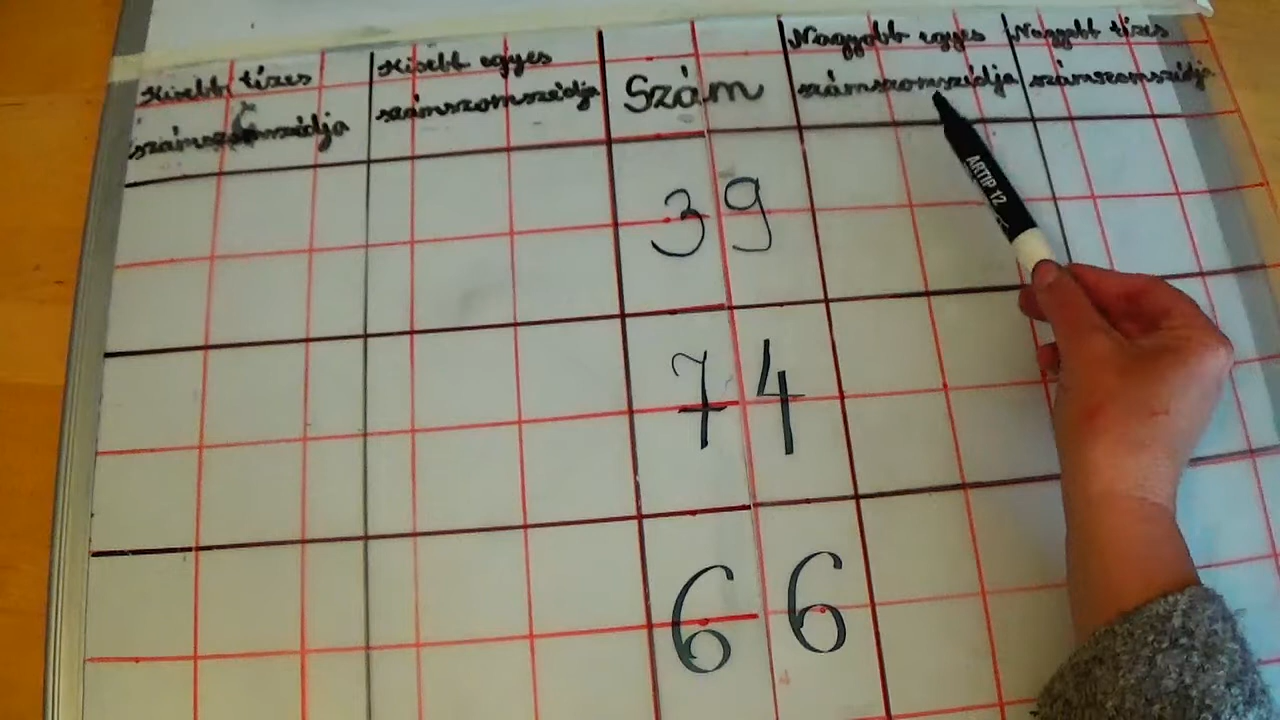 Kisebb tízes
számszomszédja
Kisebb egyes
számszomszédja
Szám
Nagyobb egyes
számszomszédja
Nagyobb tízes
számszomszédja
39
74
66
ARTIP 12